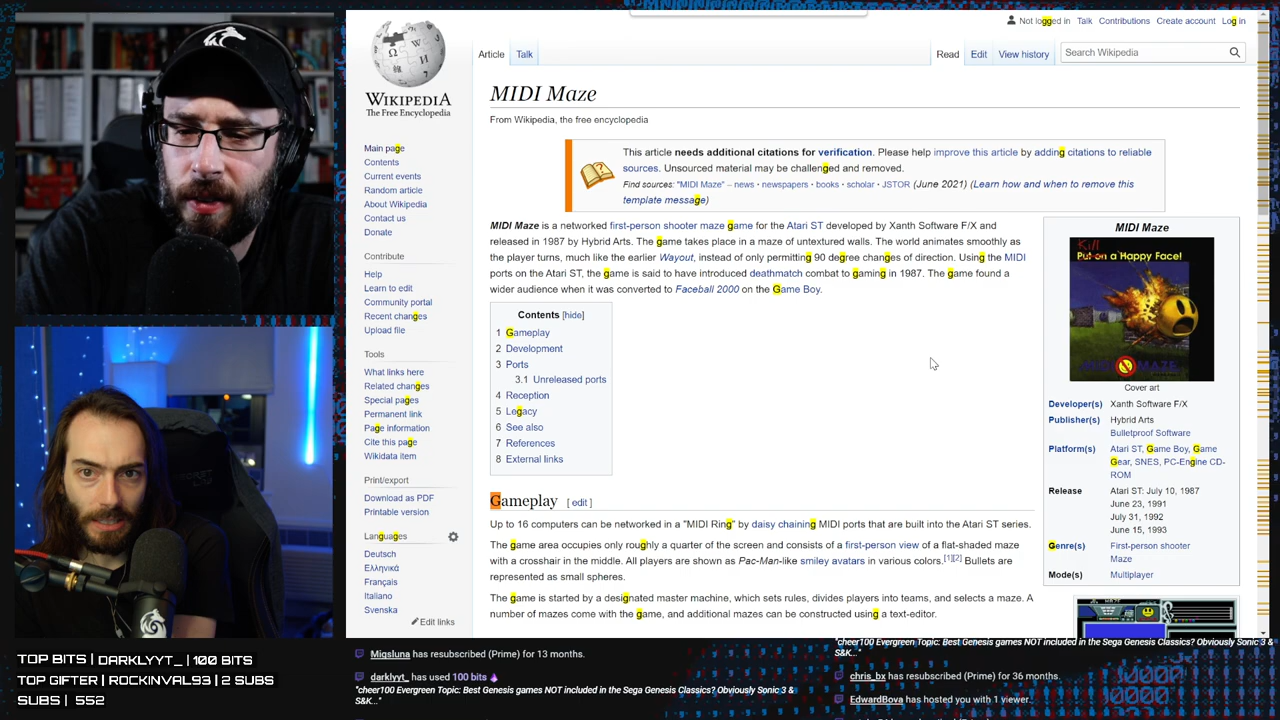 WIKIPEDIA
The Free Encyclopedia
Main page
Contents
Current events
Random article
About Wikipedia
Contact us
Donate
Contribute
Help
Learn to edit
Community portal
Recent changes
Upload file
Tools
What links here
Related changes
Special pages
Permanent link
Page information
Cite this page
Wikidata item
Print/export
Download as PDF
Printable version
Languages
Deutsch
Ελληνικά
Français
Italiano
Svenska
Edit links
Not logged in Talk Contributions Create account Log in
Article Talk Read Edit View history Search Wikipedia
MIDI Maze
From Wikipedia, the free encyclopedia
This article needs additional citations for verification. Please help improve this article by adding citations to reliable
sources. Unsourced material may be challenged and removed.
Find sources: "MIDI Maze" – news • newspapers • books • scholar • JSTOR (June 2021) (Learn how and when to remove this
template message)
MIDI Maze is a networked first-person shooter maze game for the Atari ST developed by Xanth Software F/X and
released in 1987 by Hybrid Arts. The game takes place in a maze of untextured walls. The world animates smoothly as
the player turns, much like the earlier Wayout, instead of only permitting 90 degree changes of direction. Using the MIDI
ports on the Atari ST, the game is said to have introduced deathmatch combat to gaming in 1987. The game found a
wider audience when it was converted to Faceball 2000 on the Game Boy.
Contents [hide]
1 Gameplay
2 Development
3 Ports
3.1 Unreleased ports
4 Reception
5 Legacy
6 See also
7 References
8 External links
Gameplay [ edit ]
Up to 16 computers can be networked in a "MIDI Ring" by daisy chaining MIDI ports that are built into the Atari ST series.
The game area occupies only roughly a quarter of the screen and consists of a first-person view of a flat-shaded maze
with a crosshair in the middle. All players are shown as Pac-Man-like smiley avatars in various colors.[1][2] Bullets are
represented as small spheres.
The game is started by a designated master machine, which sets rules, divides players into teams, and selects a maze. A
number of mazes come with the game, and additional mazes can be constructed using a text-editor.
MIDI Maze
Kill
Put on a Happy Face!
MIDI MAZE
Cover art
Developer(s) Xanth Software F/X
Publisher(s) Hybrid Arts
Bulletproof Software
Platform(s) Atari ST, Game Boy, Game
Gear, SNES, PC-Engine CD-
ROM
Release Atari ST: July 10, 1987
June 23, 1991
July 31, 1992
June 15, 1993
Genre(s) First-person shooter
Maze
Mode(s) Multiplayer
TOP BITS | DARKLYYT_ | 100 BITS
TOP GIFTER | ROCKINVAL93 | 2 SUBS
SUBS | 552
Migsluna has resubscribed (Prime) for 13 months.
darklyyt_ has used 100 bits
"cheer100 Evergreen Topic: Best Genesis games NOT included in the Sega Genesis Classics? Obviously Sonic 3 &
S&K..."
"cheer100 Evergreen Topic: Best Genesis games NOT included in the Sega Genesis Classics? Obviously Sonic 3 &
S&K..."
chris_bx has resubscribed (Prime) for 36 months.
EdwardBova has hosted you with 1 viewer.